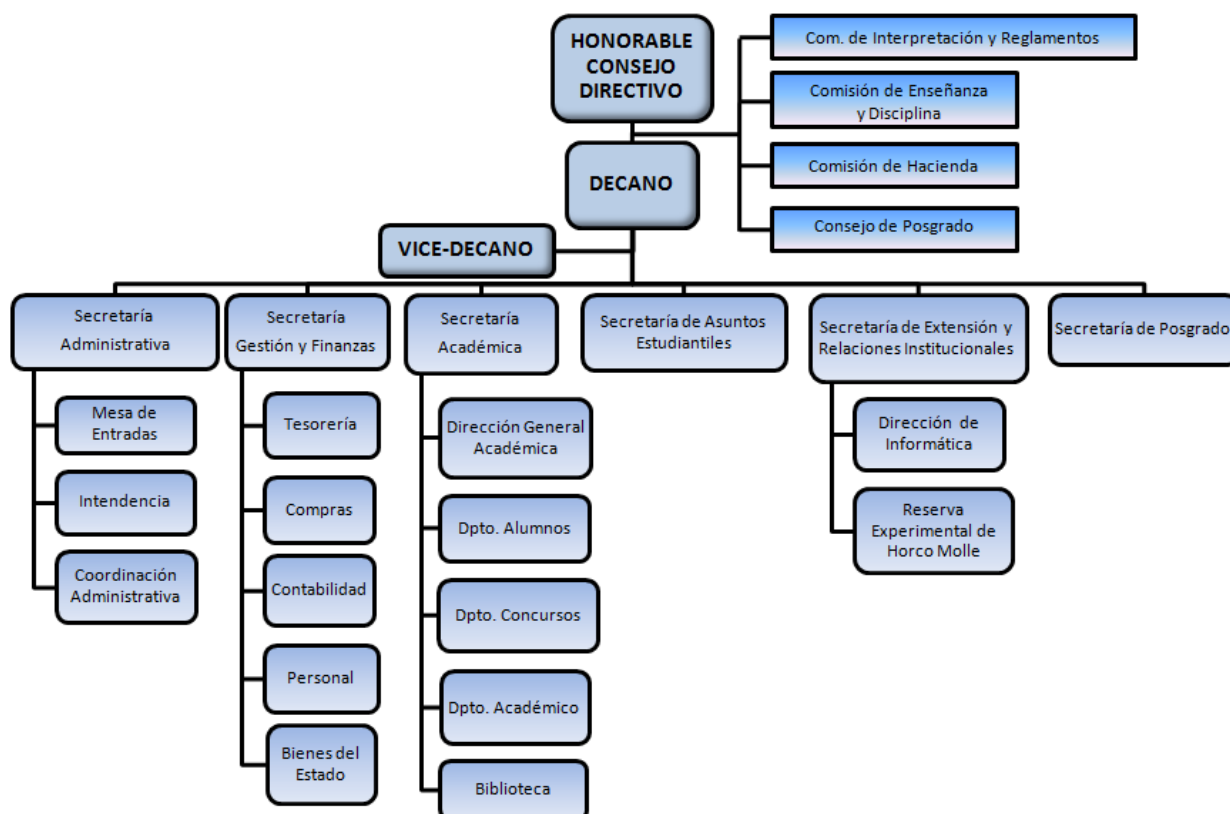 HONORABLE
CONSEJO
DIRECTIVO
Com. de Interpretación y Reglamentos
Comisión de Enseñanza
y Disciplina
Comisión de Hacienda
Consejo de Posgrado
DECANO
VICE-DECANO
Secretaría
Administrativa
Secretaría
Gestión y Finanzas
Secretaría
Académica
Secretaría de Asuntos
Estudiantiles
Secretaría de Extensión y
Relaciones Institucionales
Secretaría de Posgrado
Mesa de
Entradas
Intendencia
Coordinación
Administrativa
Tesorería
Compras
Contabilidad
Personal
Bienes del
Estado
Dirección General
Académica
Dpto. Alumnos
Dpto. Concursos
Dpto. Académico
Biblioteca
Dirección de
Informática
Reserva
Experimental de
Horco Molle